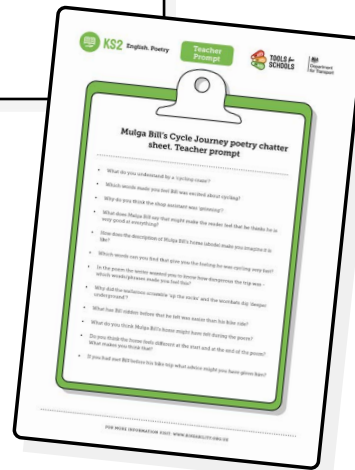 KS2 English. Poetry
Teacher
Prompt
TOOLS for
SCHOOLS
Department
for Transport
Mulga Bill's Cycle Journey poetry chatter
sheet. Teacher prompt
• What do you understand by a 'cycling craze'?
• Which words made you feel Bill was excited about cycling?
• Why do you think the shop assistant was 'grinning'?
• What does Mulga Bill say that might make the reader feel that he thinks he is
very good at everything?
• How does the description of Mulga Bill's home (abode) make you imagine it is
like?
• Which words can you find that give you the feeling he was cycling very fast?
• In the poem the writer wanted you to know how dangerous the trip was -
which words/phrases made you feel this?
• Why did the wallaroos scramble 'up the rocks' and the wombats dig 'deeper
underground'?
• What has Bill ridden before that he felt was easier than his bike ride?
• What do you think Mulga Bill's horse might have felt during the poem?
• Do you think the horse feels different at the start and at the end of the poem?
What makes you think that?
• If you had met Bill before his bike trip what advice might you have given him?
FOR MORE INFORMATION VISIT: